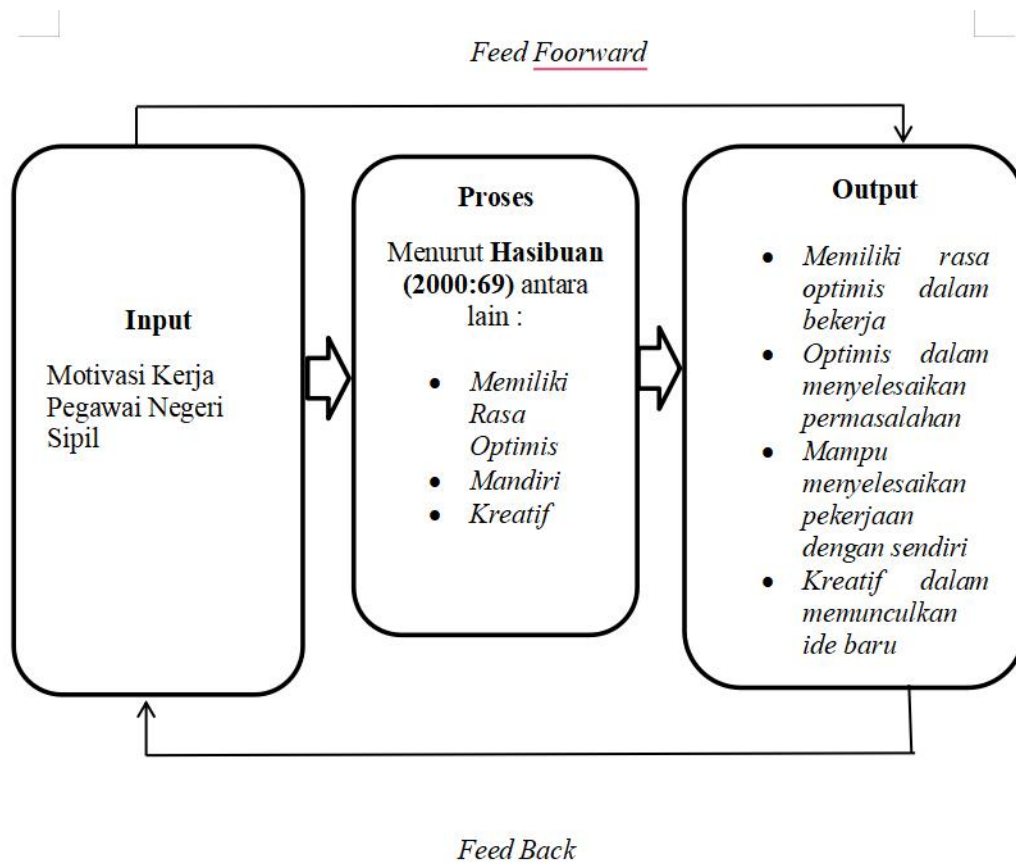 Feed Foorward
Input
Motivasi Kerja
Pegawai Negeri
Sipil
Proses
Menurut Hasibuan
(2000:69) antara
lain :
• Memiliki
Rasa
Optimis
• Mandiri
• Kreatif
Output
• Memiliki rasa
optimis dalam
bekerja
• Optimis dalam
menyelesaikan
permasalahan
• Mampu
menyelesaikan
pekerjaan
dengan sendiri
• Kreatif dalam
memunculkan
ide baru
Feed Back